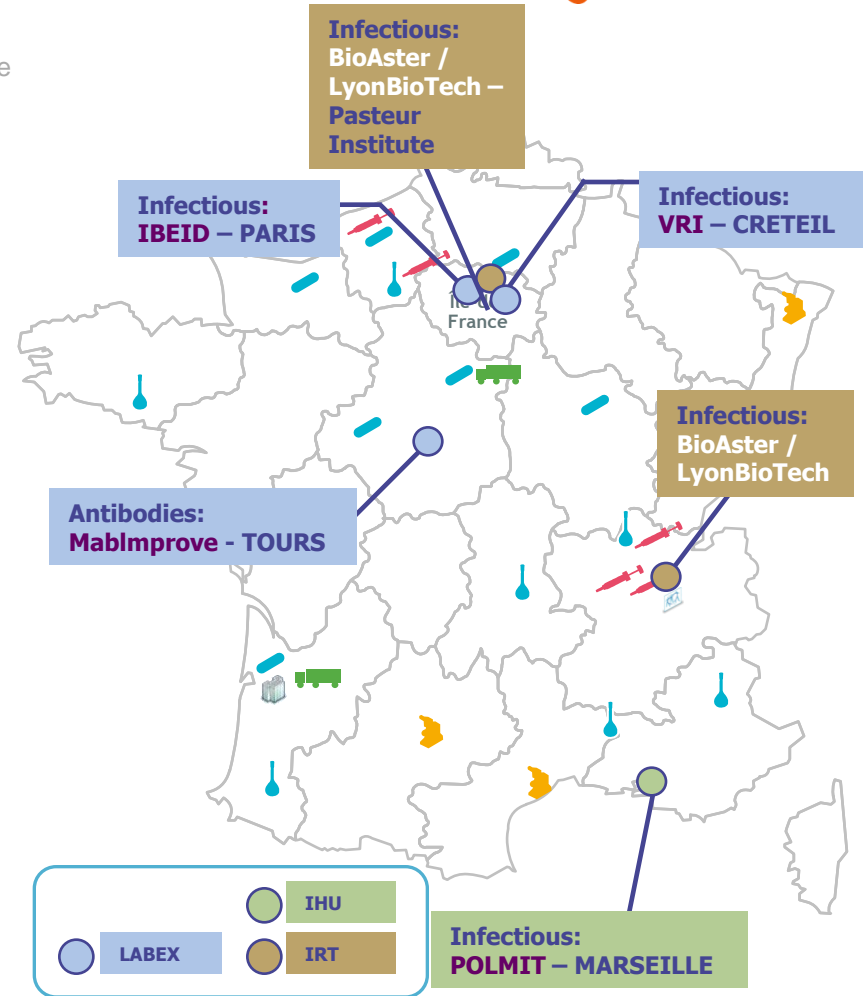 e
Infectious:
BioAster /
LyonBioTech –
Pasteur
Institute
Infectious:
IBEID – PARIS
Infectious:
VRI – CRETEIL
France
Infectious:
BioAster /
LyonBioTech
Antibodies:
MabImprove - TOURS
IHU
LABEX
IRT
Infectious:
POLMIT – MARSEILLE